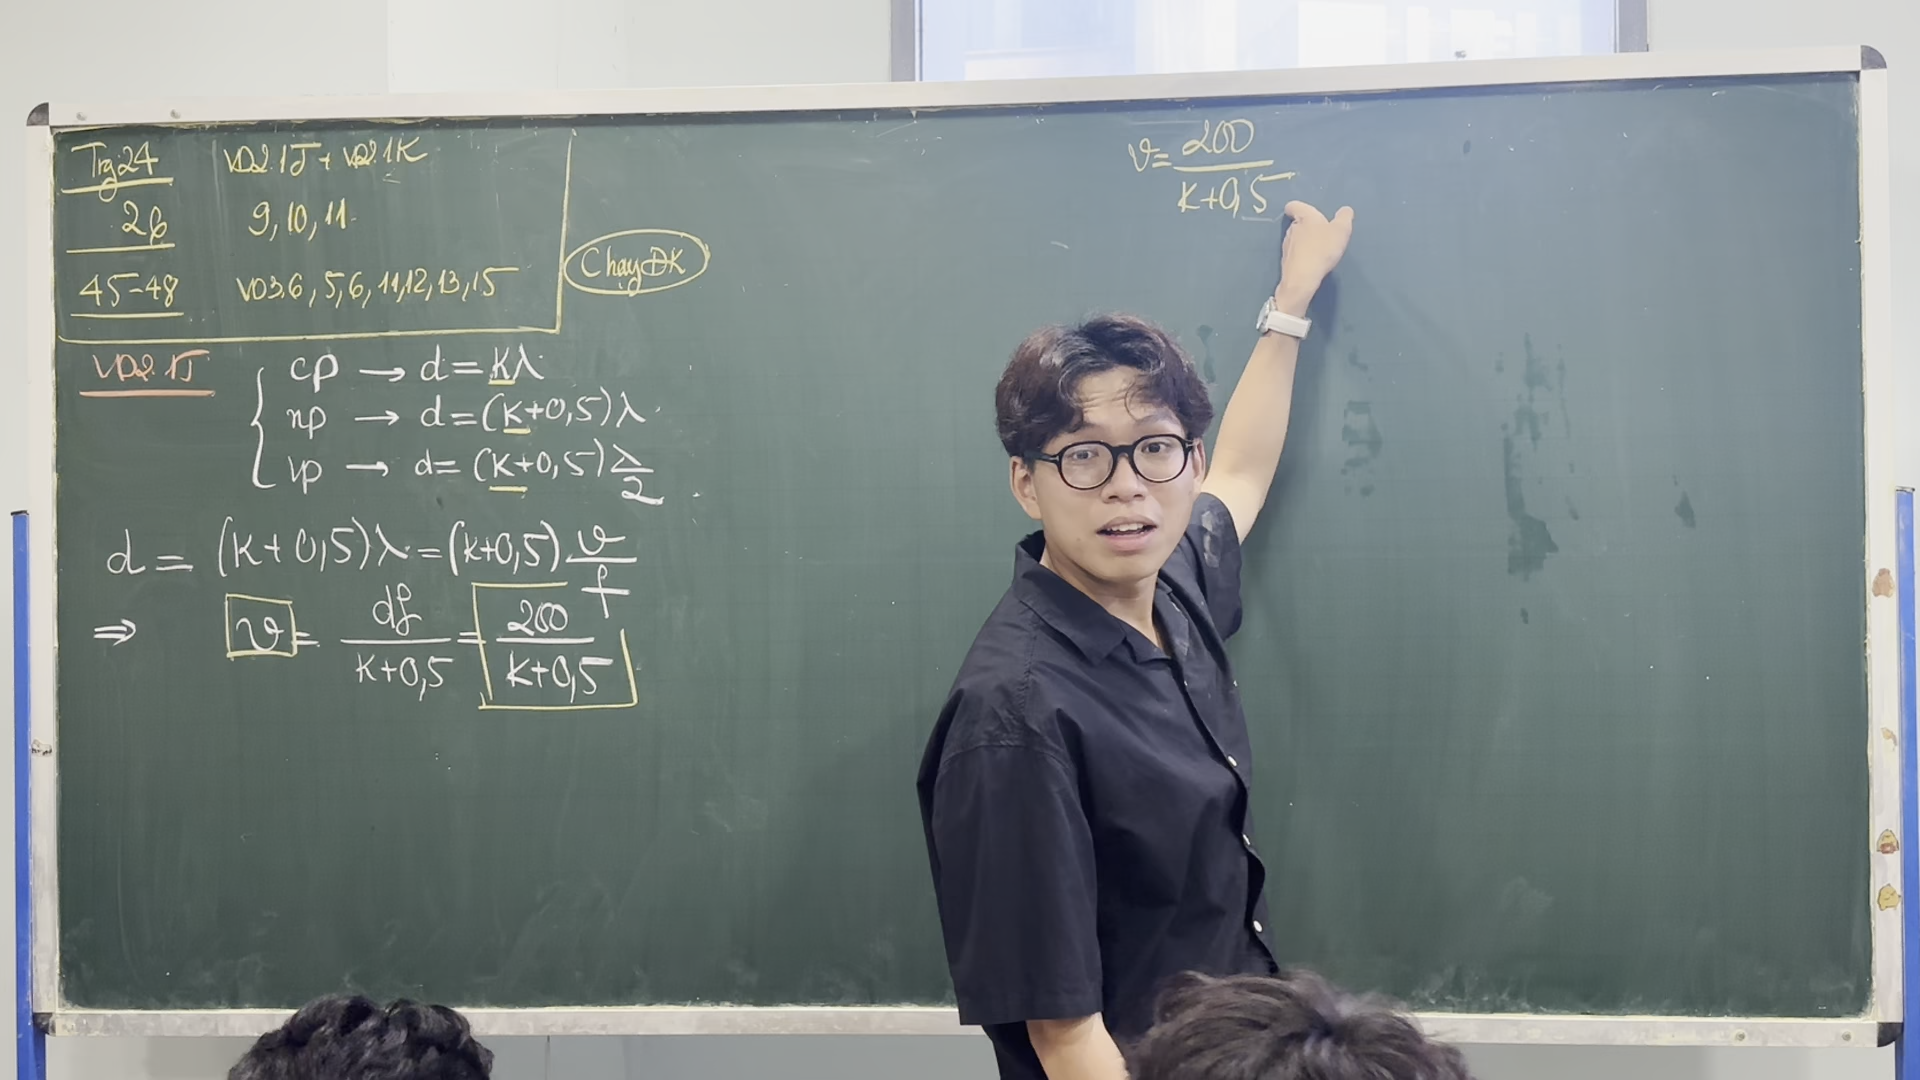 Trg 24 VD2.1J + VD2.1K
26 9, 10, 11
45-48 VD3.6, 5, 6, 11, 12, 13, 15
Chạy ĐK
VD2.1J
cp → d = kλ
np → d = (k+0,5)λ
vp → d = (k+0,5) λ/2
d = (k+0,5)λ = (k+0,5) v/f
⇒ v = df/(k+0,5) = 200/(k+0,5)
v = 200/(k+0,5)